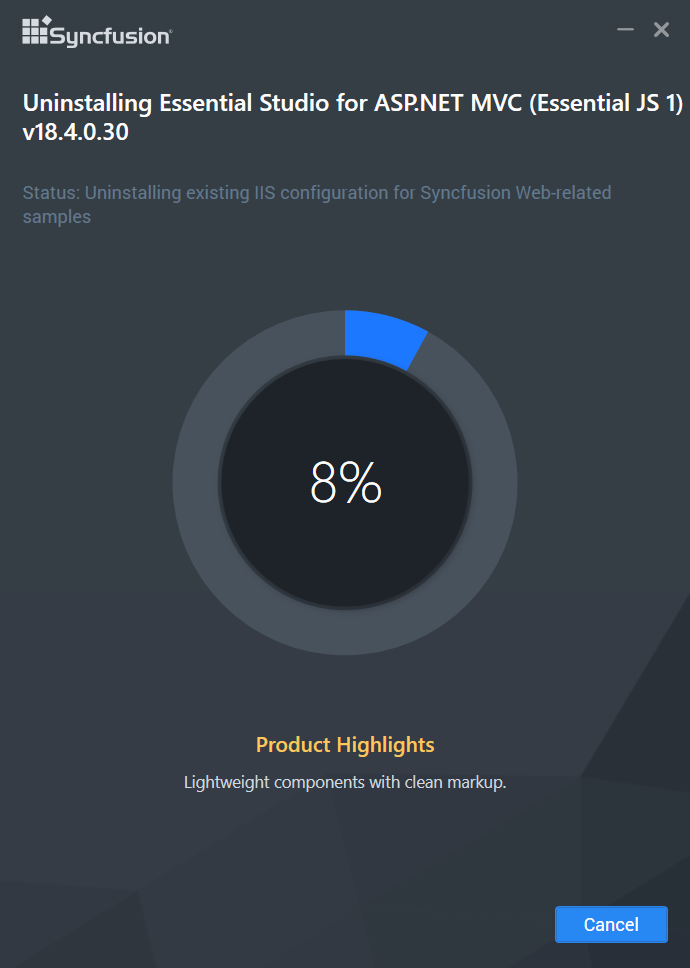 Syncfusion®
Uninstalling Essential Studio for ASP.NET MVC (Essential JS 1)
v18.4.0.30
Status: Uninstalling existing IIS configuration for Syncfusion Web-related
samples
8%
Product Highlights
Lightweight components with clean markup.
Cancel